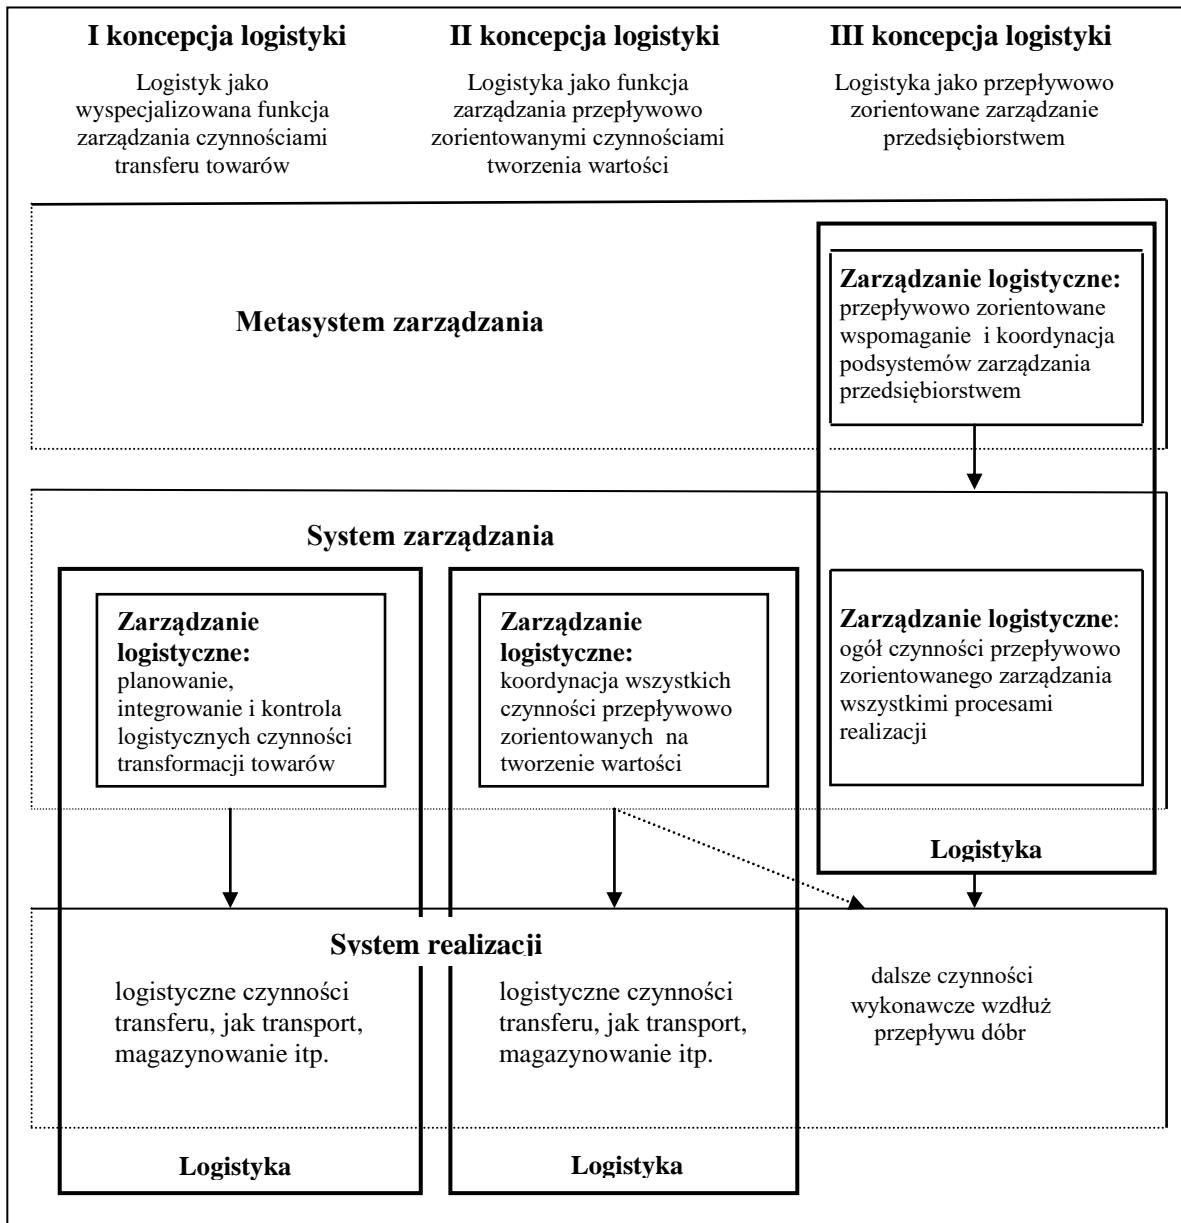 I koncepcja logistyki
Logistyk jako
wyspecjalizowana funkcja
zarządzania czynnościami
transferu towarów
II koncepcja logistyki
Logistyka jako funkcja
zarządzania przepływowo
zorientowanymi czynnościami
tworzenia wartości
III koncepcja logistyki
Logistyka jako przepływowo
zorientowane zarządzanie
przedsiębiorstwem
Metasystem zarządzania
Zarządzanie logistyczne:
przepływowo zorientowane
wspomaganie i koordynacja
podsystemów zarządzania
przedsiębiorstwem
System zarządzania
Zarządzanie
logistyczne:
planowanie,
integrowanie i kontrola
logistycznych czynności
transformacji towarów
Zarządzanie
logistyczne:
koordynacja wszystkich
czynności przepływowo
zorientowanych na
tworzenie wartości
Zarządzanie logistyczne:
ogół czynności przepływowo
zorientowanego zarządzania
wszystkimi procesami
realizacji
Logistyka
System realizacji
logistyczne czynności
transferu, jak transport,
magazynowanie itp.
logistyczne czynności
transferu, jak transport,
magazynowanie itp.
dalsze czynności
wykonawcze wzdłuż
przepływu dóbr
Logistyka
Logistyka